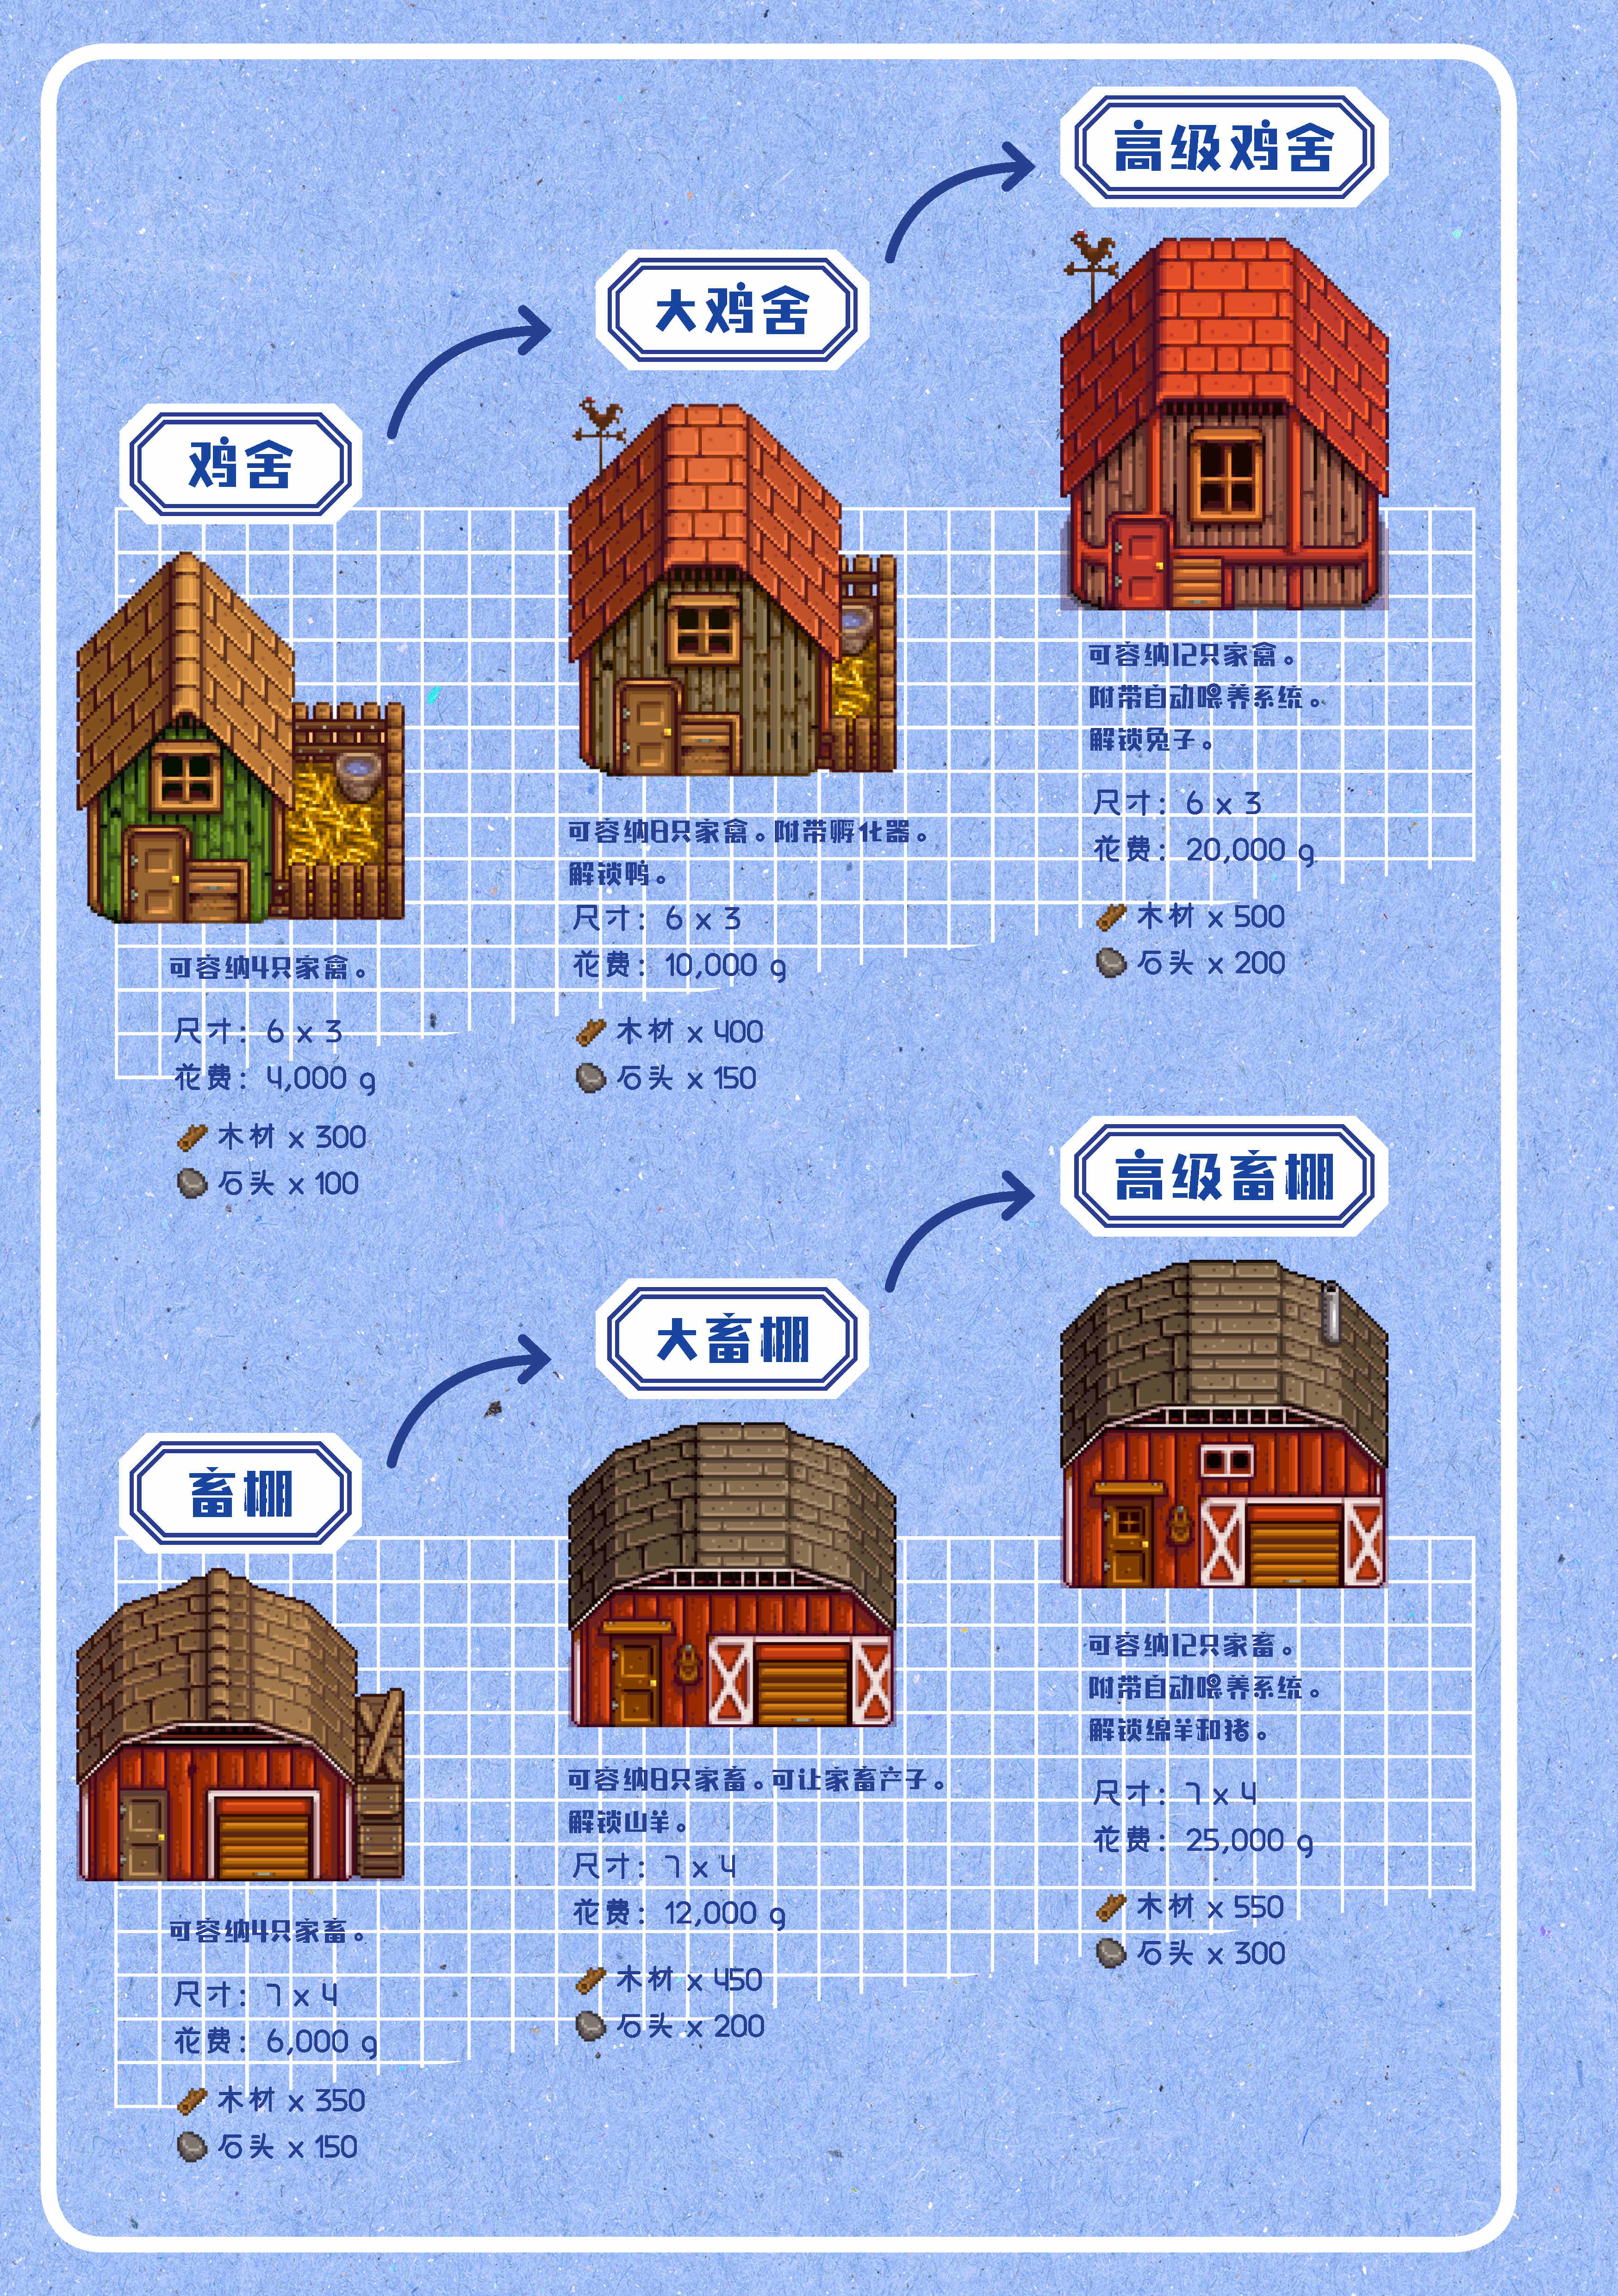 鸡舍
可容纳4只家禽。
尺寸：6 x 3
花费：4,000 g
木材 x 300
石头 x 100
大鸡舍
可容纳8只家禽。附带孵化器。
解锁鸭。
尺寸：6 x 3
花费：10,000 g
木材 x 400
石头 x 150
高级鸡舍
可容纳12只家禽。
附带自动喂养系统。
解锁兔子。
尺寸：6 x 3
花费：20,000 g
木材 x 500
石头 x 200
畜棚
可容纳4只家畜。
尺寸：7 x 4
花费：6,000 g
木材 x 350
石头 x 150
大畜棚
可容纳8只家畜。可让家畜产子。
解锁山羊。
尺寸：7 x 4
花费：12,000 g
木材 x 450
石头 x 200
高级畜棚
可容纳12只家畜。
附带自动喂养系统。
解锁绵羊和猪。
尺寸：7 x 4
花费：25,000 g
木材 x 550
石头 x 300